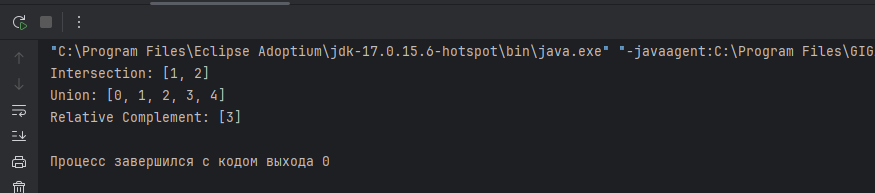 "C:\Program Files\Eclipse Adoptium\jdk-17.0.15.6-hotspot\bin\java.exe" "-javaagent:C:\Program Files\GIG
Intersection: [1, 2]
Union: [0, 1, 2, 3, 4]
Relative Complement: [3]
Процесс завершился с кодом выхода 0